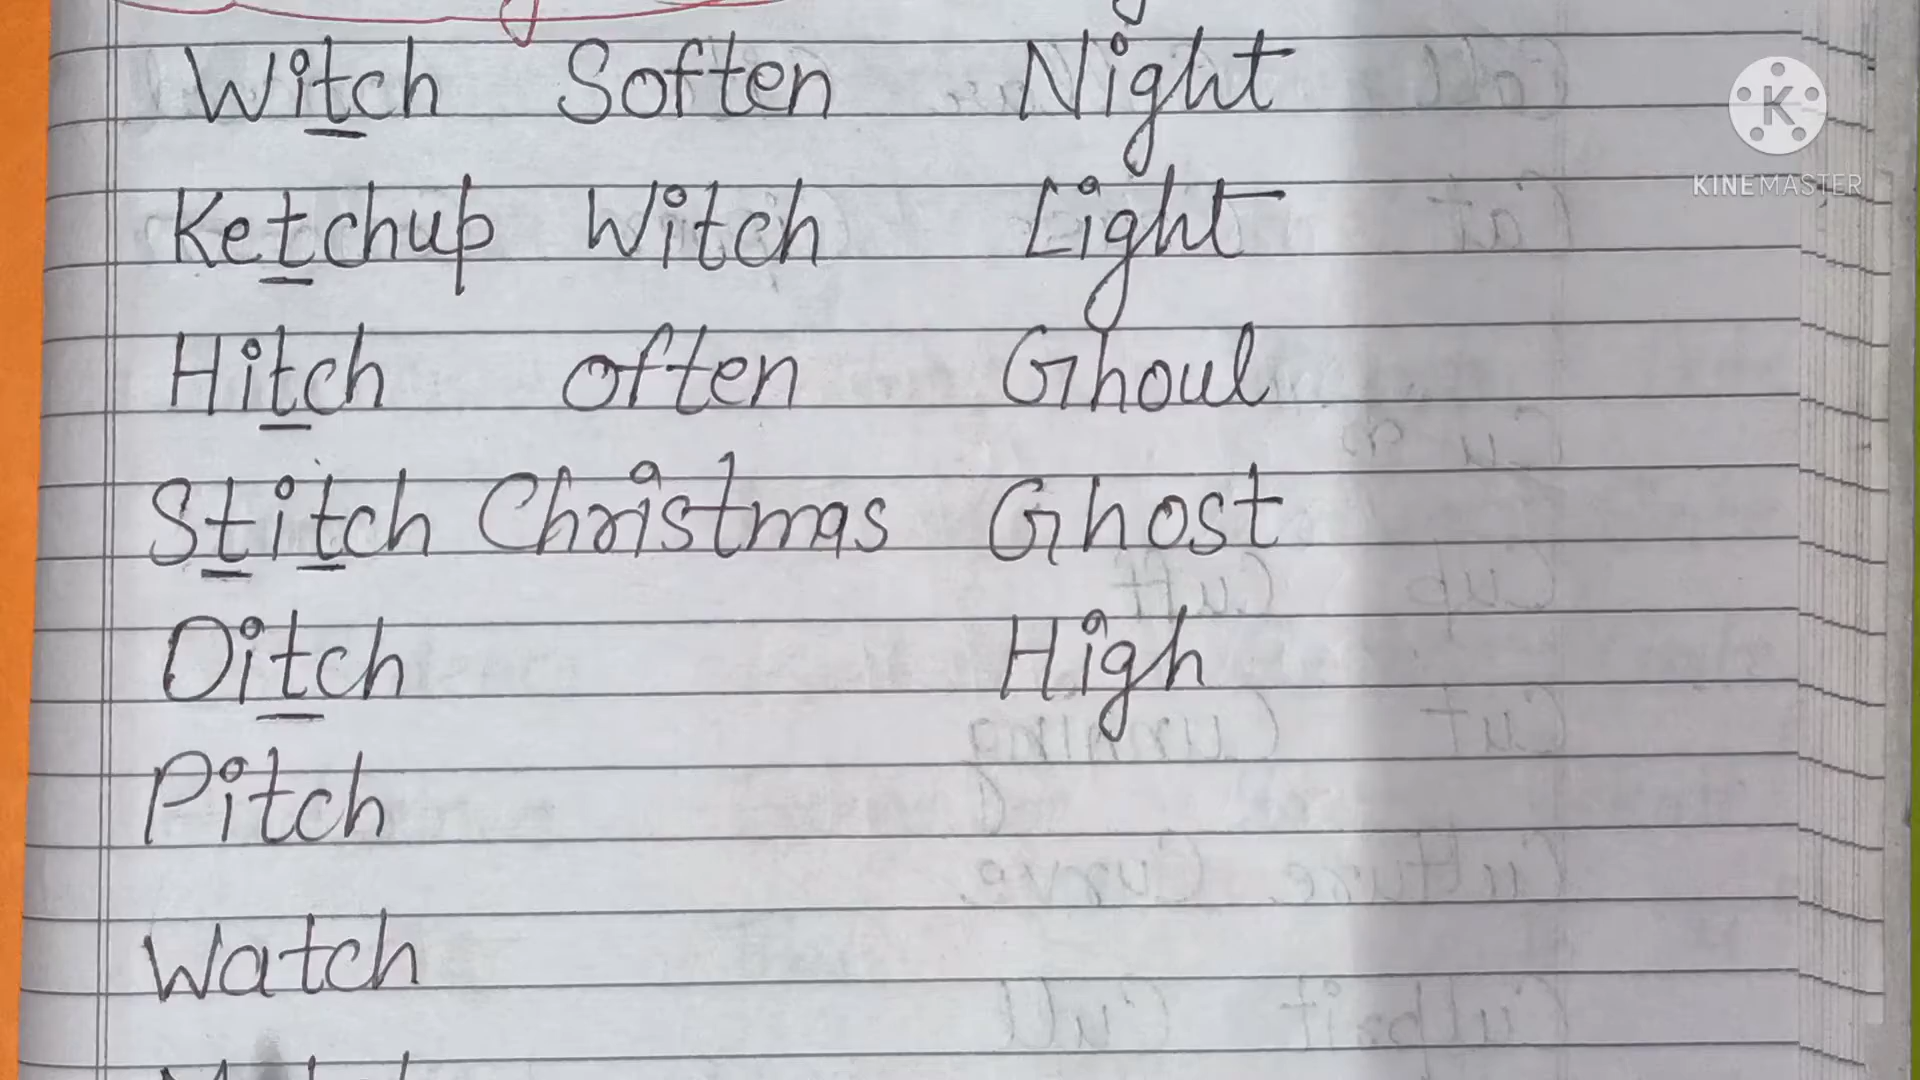 Witch Soften Night
Ketchup Witch Light
Hitch often Ghoul
Stitch Christmas Ghost
Ditch High
Pitch
Watch
KINEMASTER